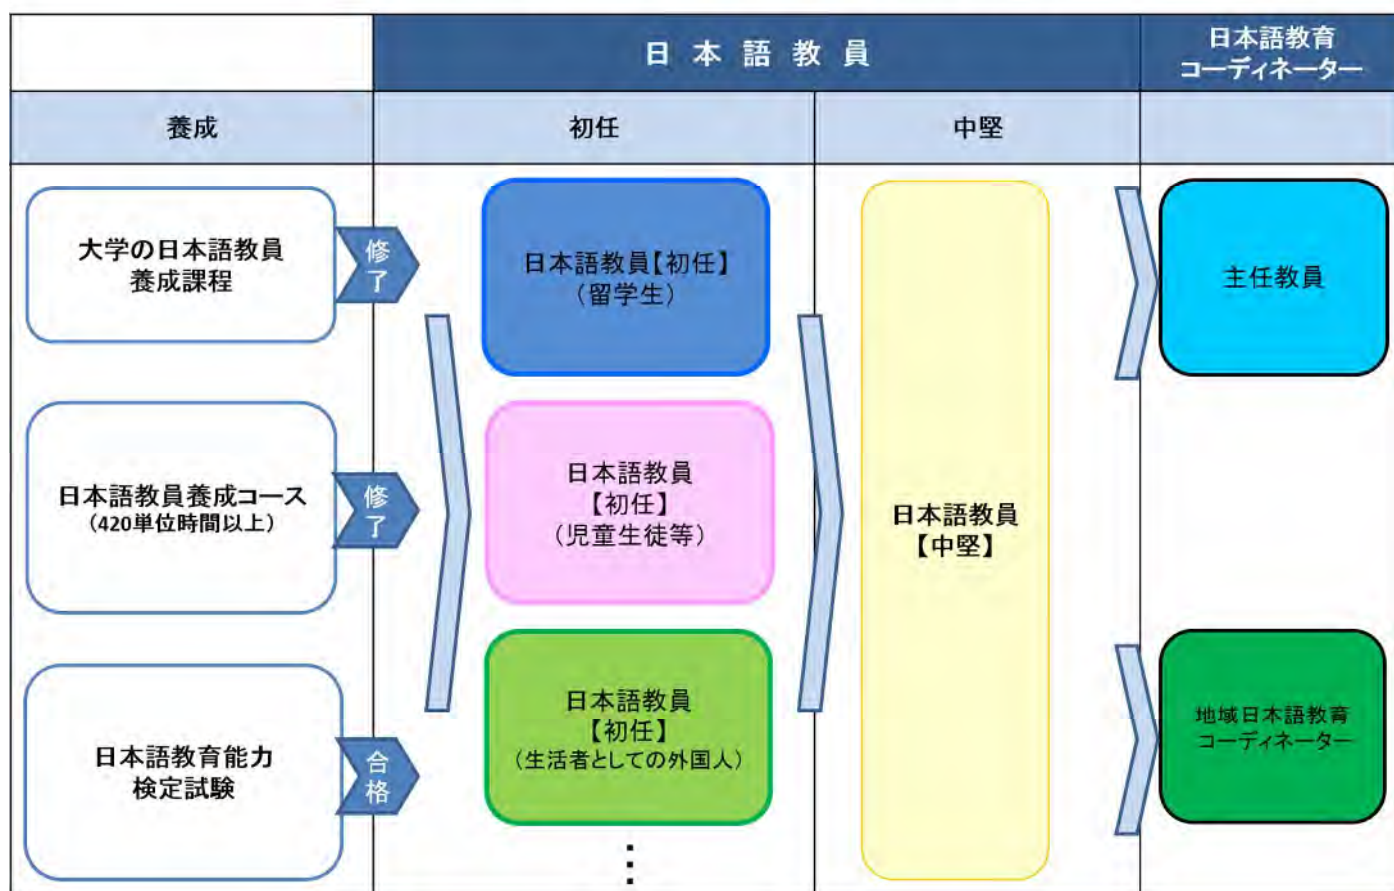 日本語教員
日本語教育
コーディネーター
養成
初任
中堅
大学の日本語教員
養成課程
修
了
日本語教員【初任】
（留学生）
主任教員
日本語教員養成コース
（420単位時間以上）
修
了
日本語教員
【初任】
（児童生徒等）
日本語教員
【中堅】
日本語教育能力
検定試験
合
格
日本語教員
【初任】
（生活者としての外国人）
⋮
地域日本語教育
コーディネーター